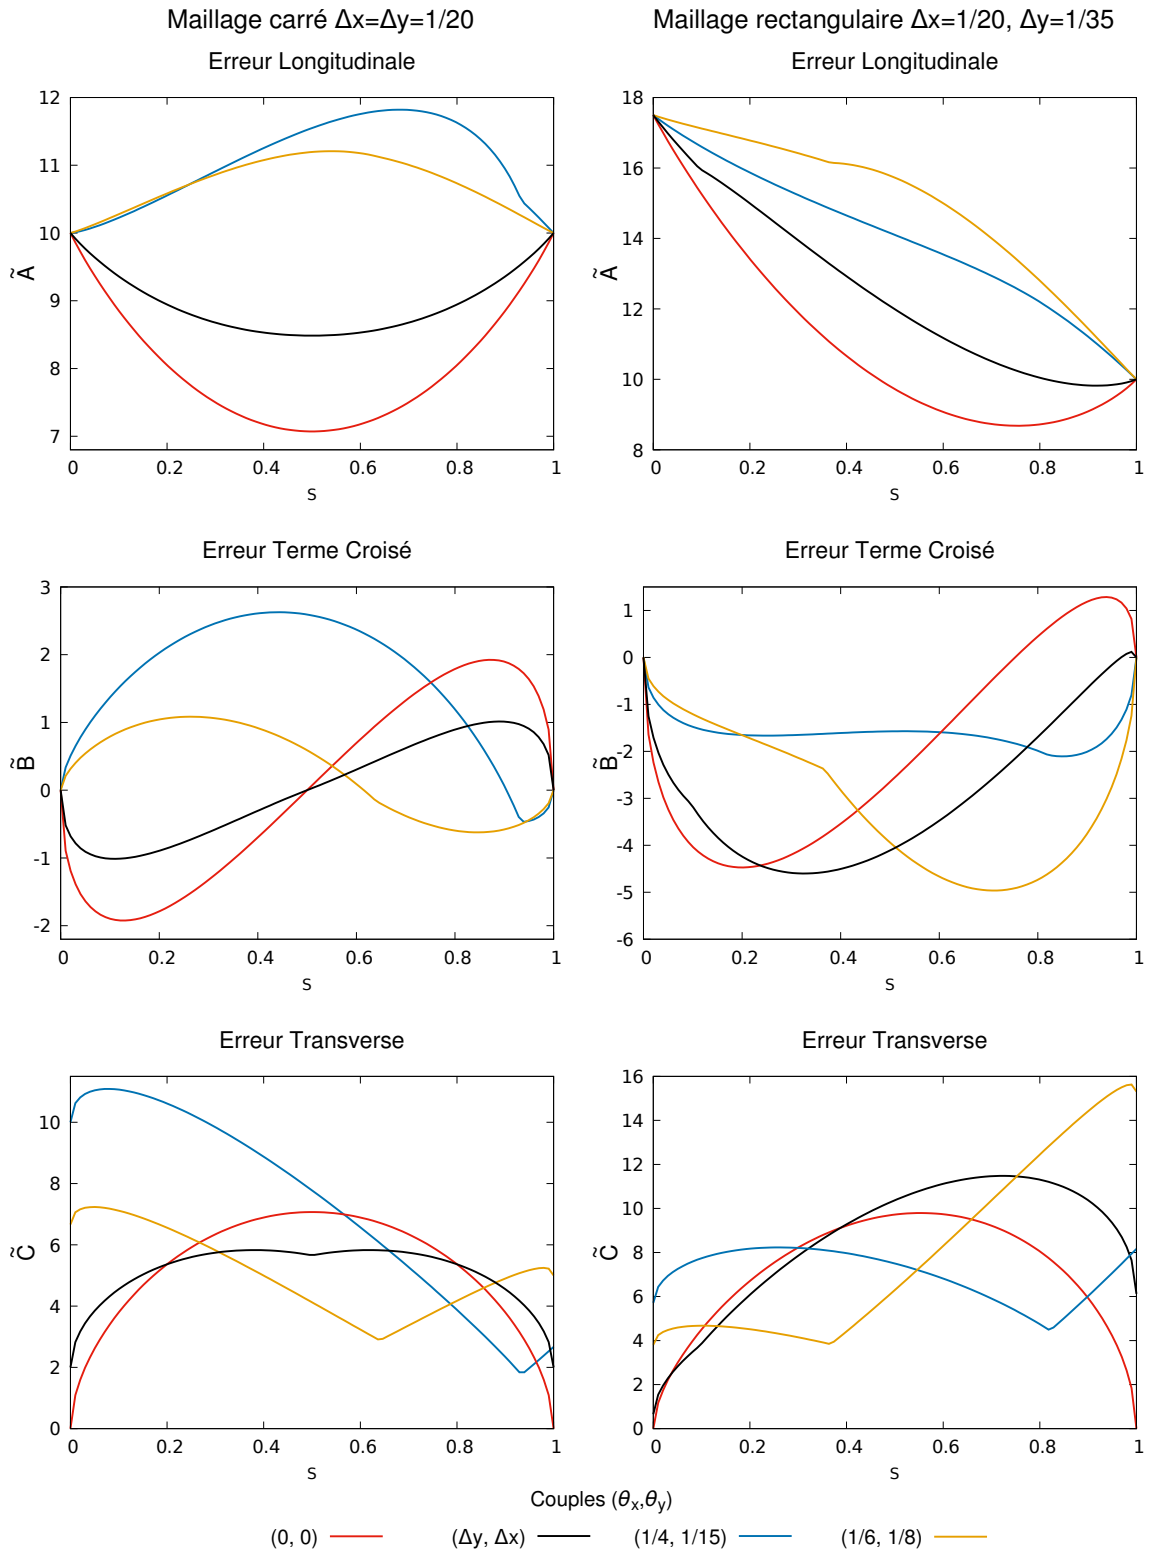 Maillage carré Δx=Δy=1/20
Maillage rectangulaire Δx=1/20, Δy=1/35
Erreur Longitudinale
Erreur Longitudinale
12
11
10
9
8
7
Ã
0 0.2 0.4 0.6 0.8 1
S
18
16
14
12
10
8
Ã
0 0.2 0.4 0.6 0.8 1
S
Erreur Terme Croisé
Erreur Terme Croisé
3
2
1
0
-1
-2
B̃
0 0.2 0.4 0.6 0.8 1
S
1
0
-1
-2
-3
-4
-5
-6
B̃
0 0.2 0.4 0.6 0.8 1
S
Erreur Transverse
Erreur Transverse
10
8
6
4
2
0
C̃
0 0.2 0.4 0.6 0.8 1
S
16
14
12
10
8
6
4
2
0
C̃
0 0.2 0.4 0.6 0.8 1
S
Couples (θx,θy)
(0, 0) (Δy, Δx) (1/4, 1/15) (1/6, 1/8)